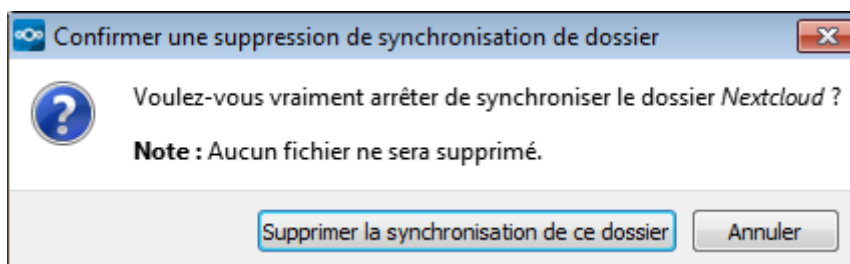 Confirmer une suppression de synchronisation de dossier
Voulez-vous vraiment arrêter de synchroniser le dossier Nextcloud ?
Note : Aucun fichier ne sera supprimé.
Supprimer la synchronisation de ce dossier
Annuler